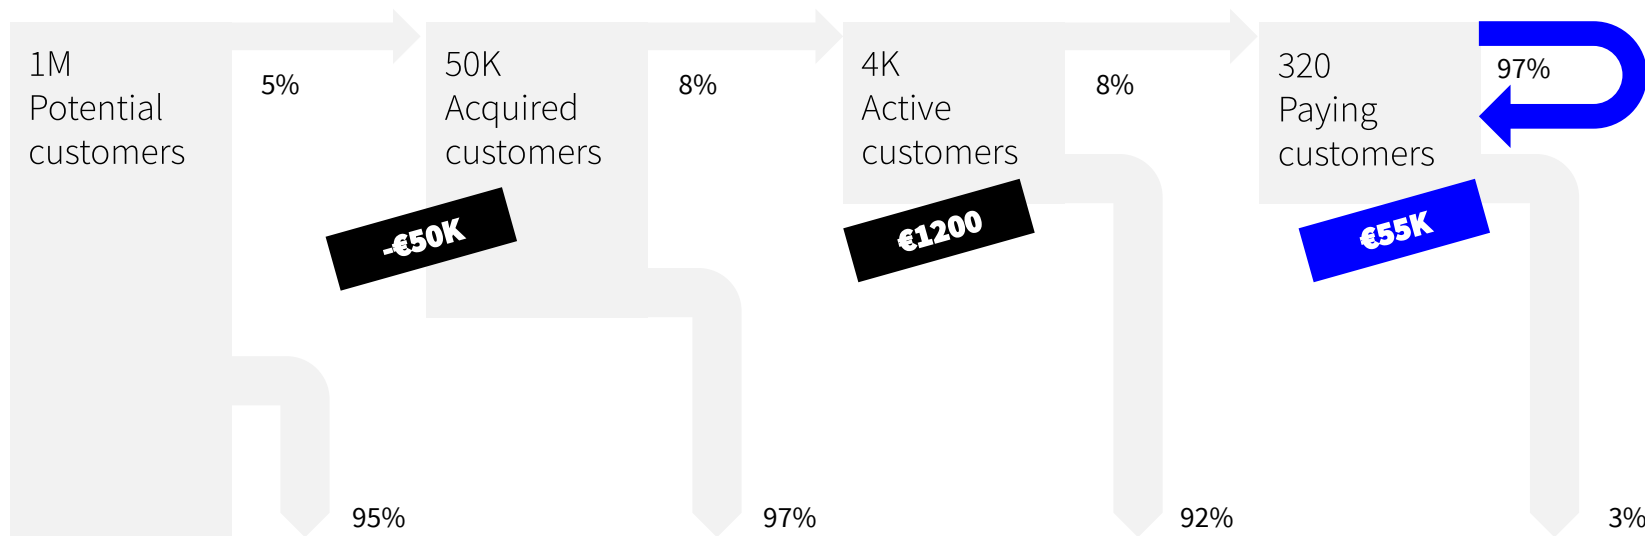 1M
Potential
customers
5%
50K
Acquired
customers
8%
4K
Active
customers
8%
320
Paying
customers
97%
-€50K
€1200
€55K
95%
97%
92%
3%